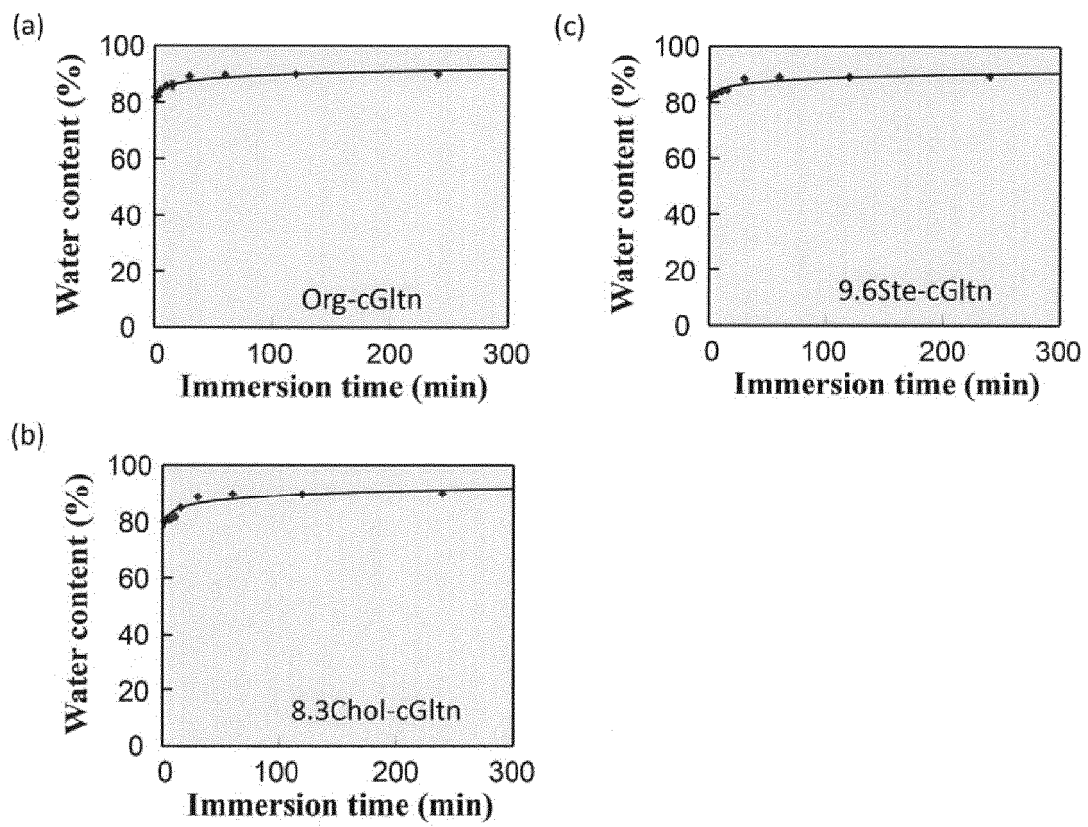 (a)
100
80
60
40
20
0
Water content (%)
Org-cGltn
0 100 200 300
Immersion time (min)
(c)
100
80
60
40
20
0
Water content (%)
9.6Ste-cGltn
0 100 200 300
Immersion time (min)
(b)
100
80
60
40
20
0
Water content (%)
8.3Chol-cGltn
0 100 200 300
Immersion time (min)